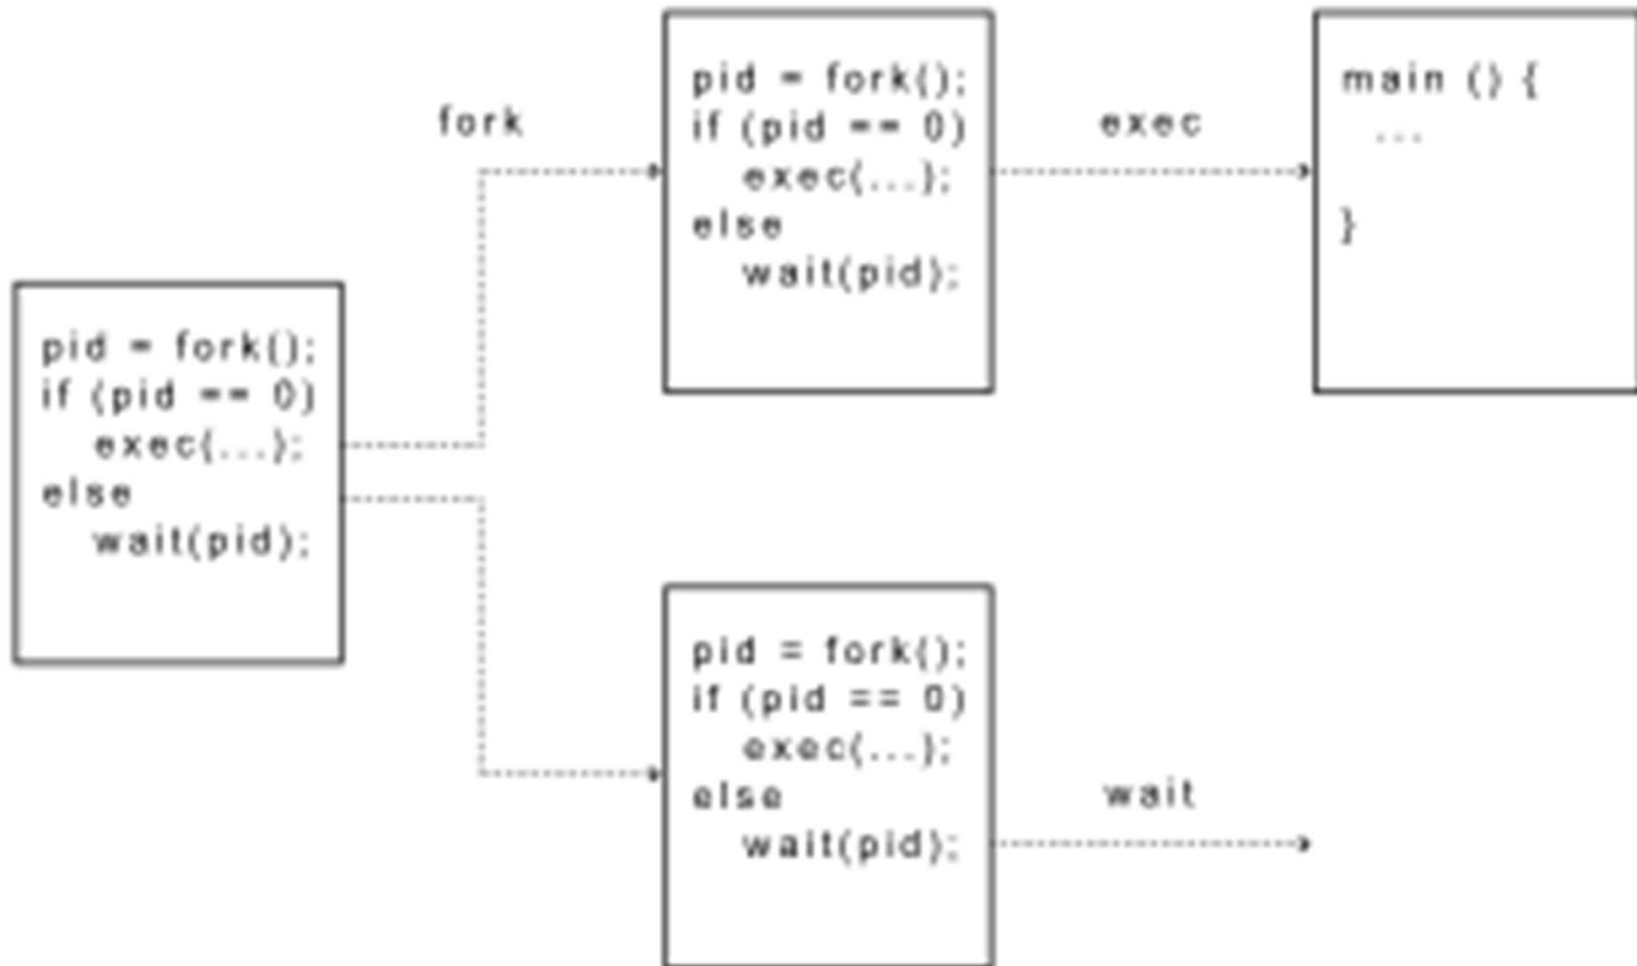 pid = fork();
if (pid == 0)
exec(...);
else
wait(pid);
fork
pid = fork();
if (pid == 0)
exec(...);
else
wait(pid);
exec
main () {
...
}
pid = fork();
if (pid == 0)
exec(...);
else
wait(pid);
wait